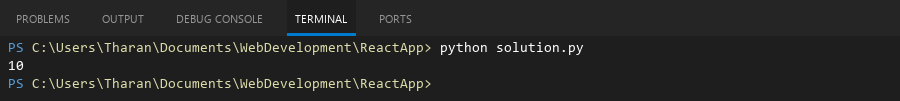 PROBLEMS OUTPUT DEBUG CONSOLE TERMINAL PORTS
PS C:\Users\Tharan\Documents\WebDevelopment\ReactApp> python solution.py
10
PS C:\Users\Tharan\Documents\WebDevelopment\ReactApp>